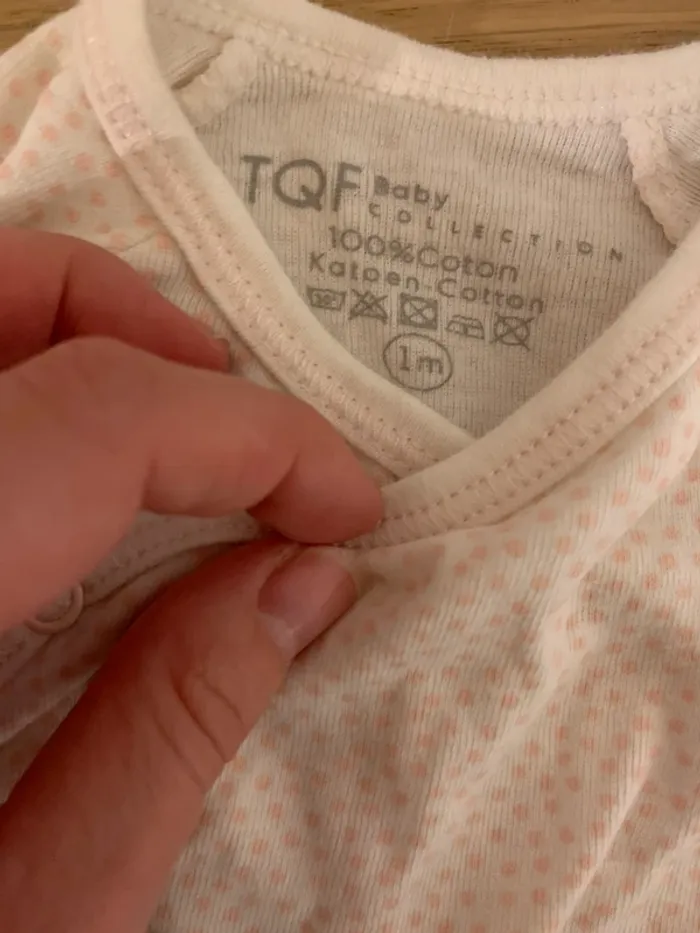 TQF Baby
COLLECTION
100%Coton
Katoen-Cotton
1m